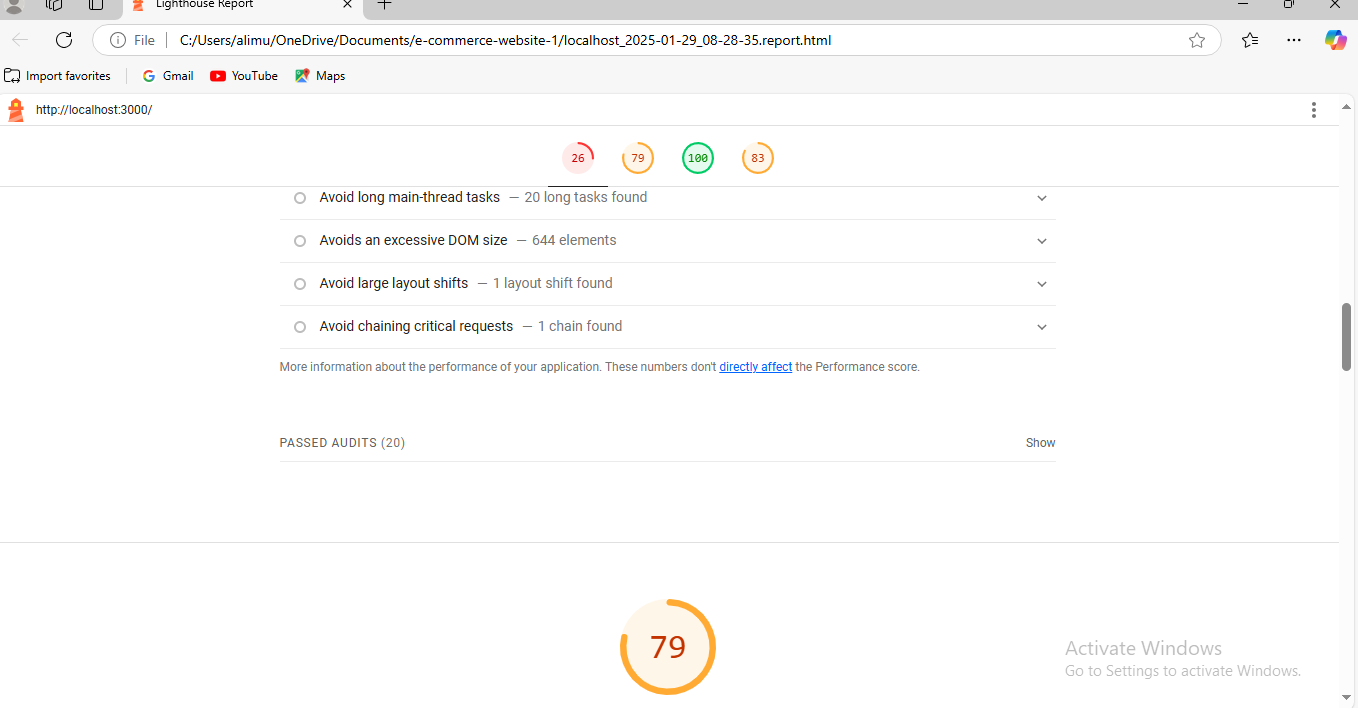 Lighthouse Report
File C:/Users/alimu/OneDrive/Documents/e-commerce-website-1/localhost_2025-01-29_08-28-35.report.html
Import favorites Gmail YouTube Maps
http://localhost:3000/
26 79 100 83
Avoid long main-thread tasks — 20 long tasks found
Avoids an excessive DOM size — 644 elements
Avoid large layout shifts — 1 layout shift found
Avoid chaining critical requests — 1 chain found
More information about the performance of your application. These numbers don't directly affect the Performance score.
PASSED AUDITS (20) Show
79
Activate Windows
Go to Settings to activate Windows.